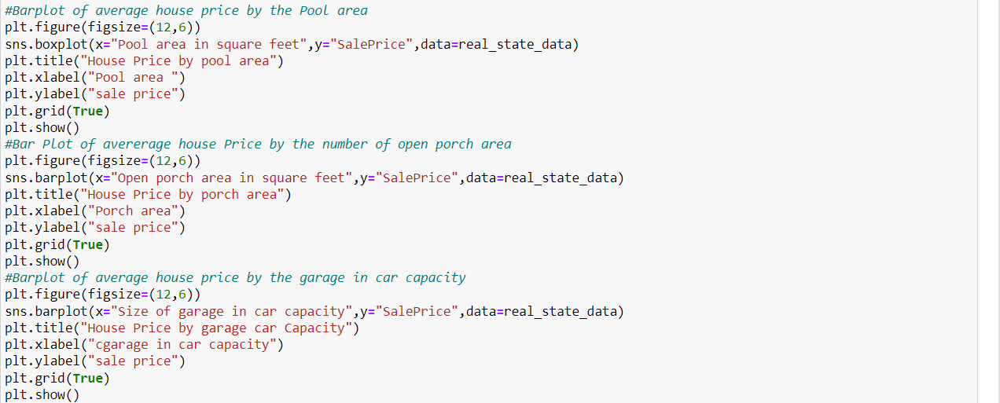 #Barplot of average house price by the Pool area
plt.figure(figsize=(12,6))
sns.boxplot(x="Pool area in square feet",y="SalePrice",data=real_state_data)
plt.title("House Price by pool area")
plt.xlabel("Pool area ")
plt.ylabel("sale price")
plt.grid(True)
plt.show()
#Bar Plot of avererage house Price by the number of open porch area
plt.figure(figsize=(12,6))
sns.barplot(x="Open porch area in square feet",y="SalePrice",data=real_state_data)
plt.title("House Price by porch area")
plt.xlabel("Porch area")
plt.ylabel("sale price")
plt.grid(True)
plt.show()
#Barplot of average house price by the garage in car capacity
plt.figure(figsize=(12,6))
sns.barplot(x="Size of garage in car capacity",y="SalePrice",data=real_state_data)
plt.title("House Price by garage car Capacity")
plt.xlabel("cgarage in car capacity")
plt.ylabel("sale price")
plt.grid(True)
plt.show()